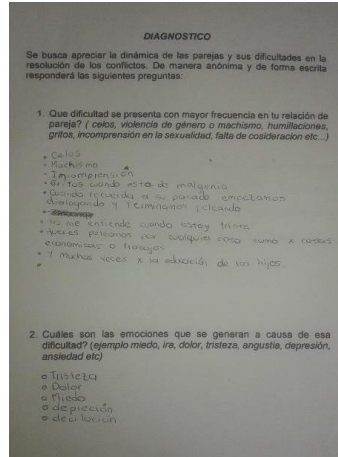 DIAGNOSTICO
Se busca apreciar la dinámica de las parejas y sus dificultades en la
resolución de los conflictos. De manera anónima y de forma escrita
responderá las siguientes preguntas:
1. Que dificultad se presenta con mayor frecuencia en tu relación de
pareja? ( celos, violencia de género o machismo, humillaciones,
gritos, incomprensión en la sexualidad, falta de cosideracion etc...)
• Celos
• Machismo
• Imcomprensión
• Gritos cuando esta de malgenio
• Cuando recuerda a su pasado empezamos
dialogando y Terminamos peleando
• no me entiende cuando estoy triste
• Aveces peleamos por cualquier cosa como x cosas
economicas o trabajos
• Y Muchas veces x la educación de los hijos.
2. Cuáles son las emociones que se generan a causa de esa
dificultad? (ejemplo miedo, ira, dolor, tristeza, angustia, depresión,
ansiedad etc)
o Tristeza
o Dolor
o Miedo
o depreción